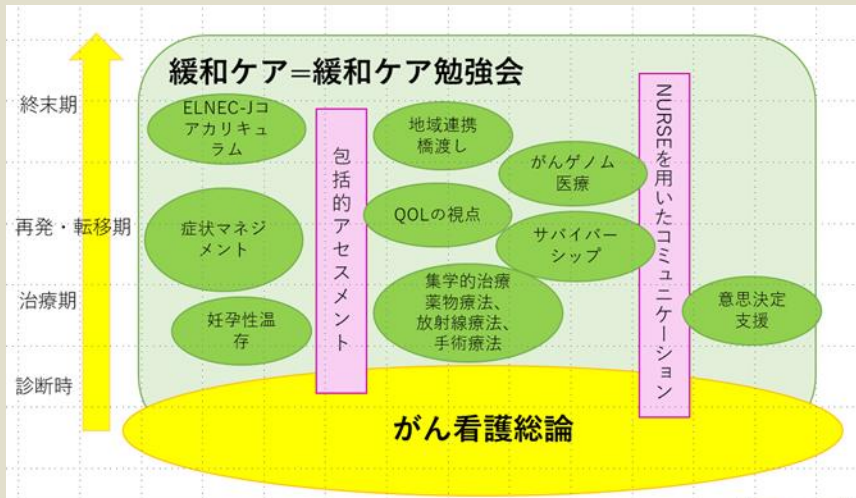 緩和ケア=緩和ケア勉強会
終末期
再発・転移期
治療期
診断時
ELNEC-Jコ
アカリキュ
ラム
症状マネジ
メント
妊孕性温
存
包括的アセスメント
地域連携
橋渡し
QOLの視点
集学的治療
薬物療法、
放射線療法、
手術療法
がんゲノム
医療
サバイバー
シップ
NURSEを用いたコミュニケーション
意思決定
支援
がん看護総論